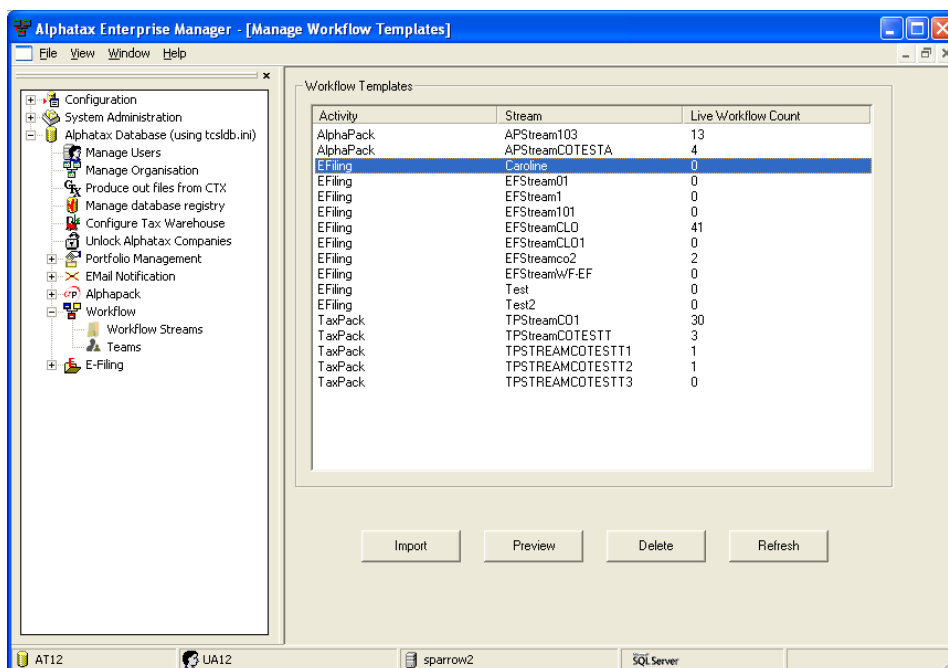 Alphatax Enterprise Manager - [Manage Workflow Templates]
File View Window Help
Configuration
System Administration
Alphatax Database (using tcsldb.ini)
Manage Users
Manage Organisation
Produce out files from CTX
Manage database registry
Configure Tax Warehouse
Unlock Alphatax Companies
Portfolio Management
EMail Notification
Alphapack
Workflow
Workflow Streams
Teams
E-Filing
Workflow Templates
Activity Stream Live Workflow Count
AlphaPack APStream103 13
AlphaPack APStreamCOTESTA 4
EFiling Caroline 0
EFiling EFStream01 0
EFiling EFStream1 0
EFiling EFStream101 0
EFiling EFStreamCLO 41
EFiling EFStreamCLO1 0
EFiling EFStreamco2 2
EFiling EFStreamWF-EF 0
EFiling Test 0
EFiling Test2 0
TaxPack TPStreamCO1 30
TaxPack TPStreamCOTESTT 3
TaxPack TPSTREAMCOTESTT1 1
TaxPack TPSTREAMCOTESTT2 1
TaxPack TPSTREAMCOTESTT3 0
Import Preview Delete Refresh
AT12 UA12 sparrow2 SQL Server